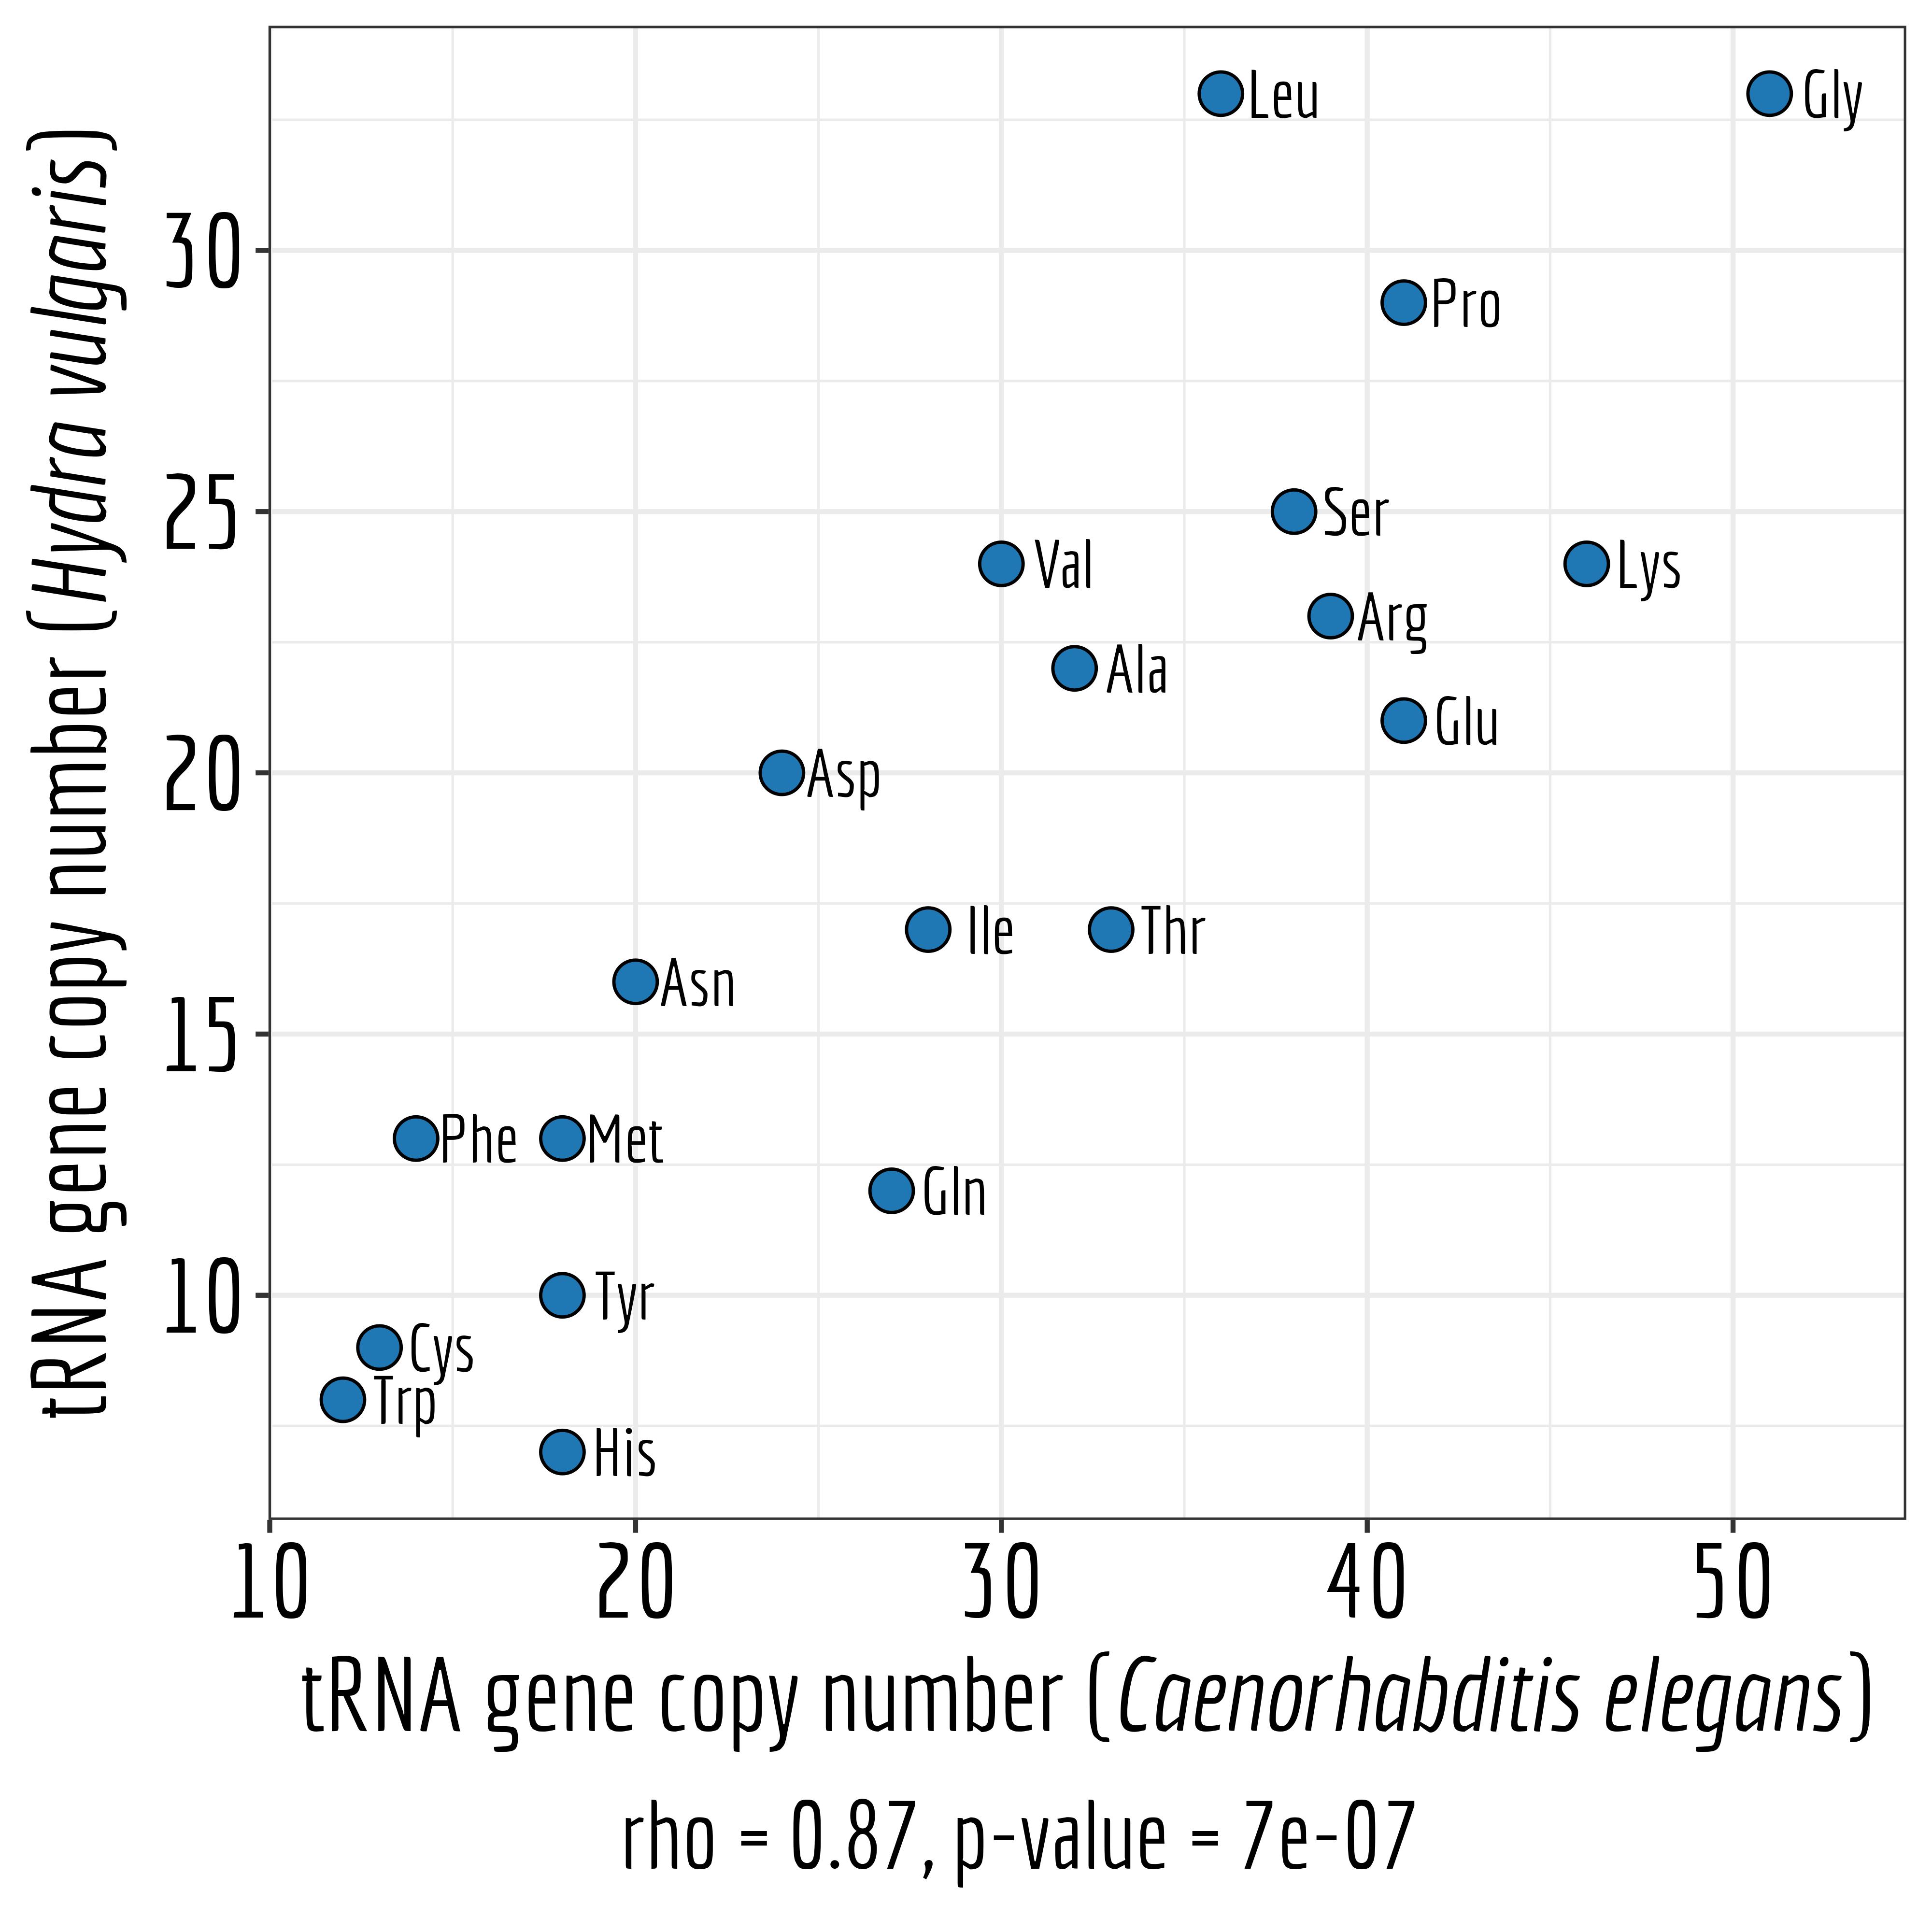 tRNA gene copy number (Hydra vulgaris)
30
25
20
15
10
Leu
Gly
Pro
Ser
Val
Lys
Arg
Ala
Glu
Asp
Ile
Thr
Asn
Phe
Met
Gln
Tyr
Cys
Trp
His
10 20 30 40 50
tRNA gene copy number (Caenorhabditis elegans)
rho = 0.87, p-value = 7e-07